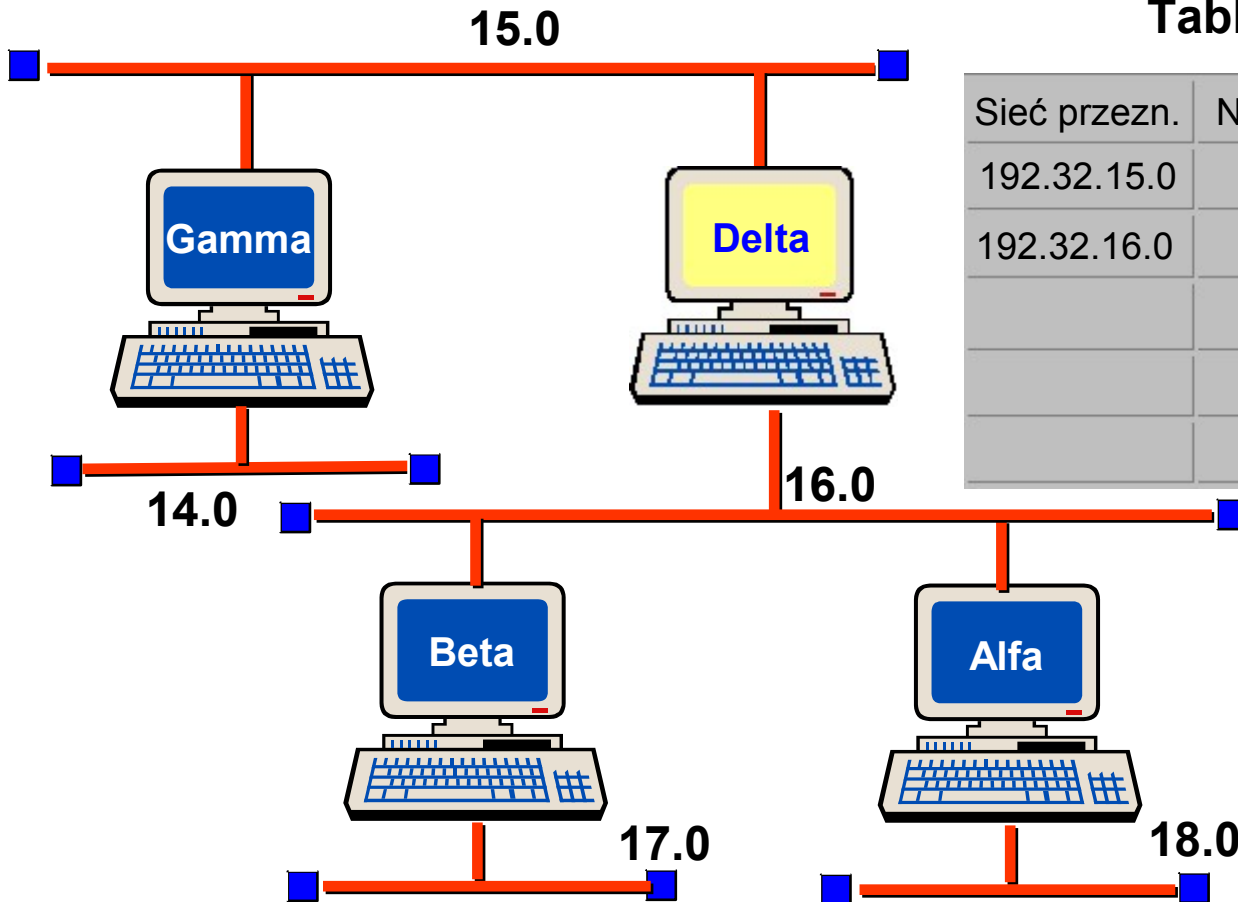 15.0
Tabl
Sieć przezn. N
192.32.15.0
192.32.16.0
Gamma
Delta
14.0
16.0
Beta
Alfa
17.0
18.0